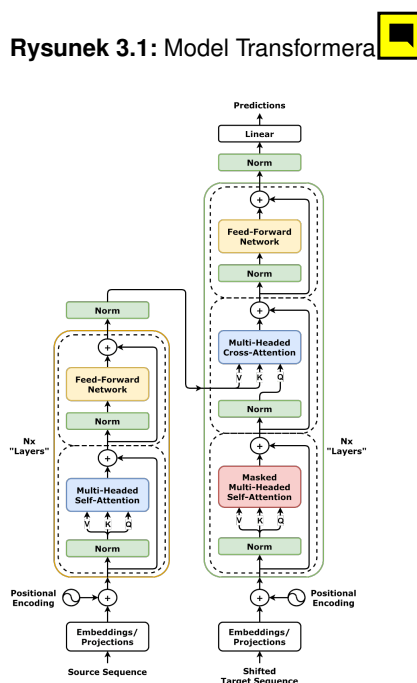 Rysunek 3.1: Model Transformera
Predictions
Linear
Norm
+
Feed-Forward
Network
Norm
+
Multi-Headed
Cross-Attention
V K Q
Norm
+
Masked
Multi-Headed
Self-Attention
V K Q
Norm
Nx
"Layers"
+
Positional
Encoding
Embeddings/
Projections
Shifted
Target Sequence
Norm
+
Feed-Forward
Network
Norm
Nx
"Layers"
+
Multi-Headed
Self-Attention
V K Q
Norm
Positional
Encoding
+
Embeddings/
Projections
Source Sequence